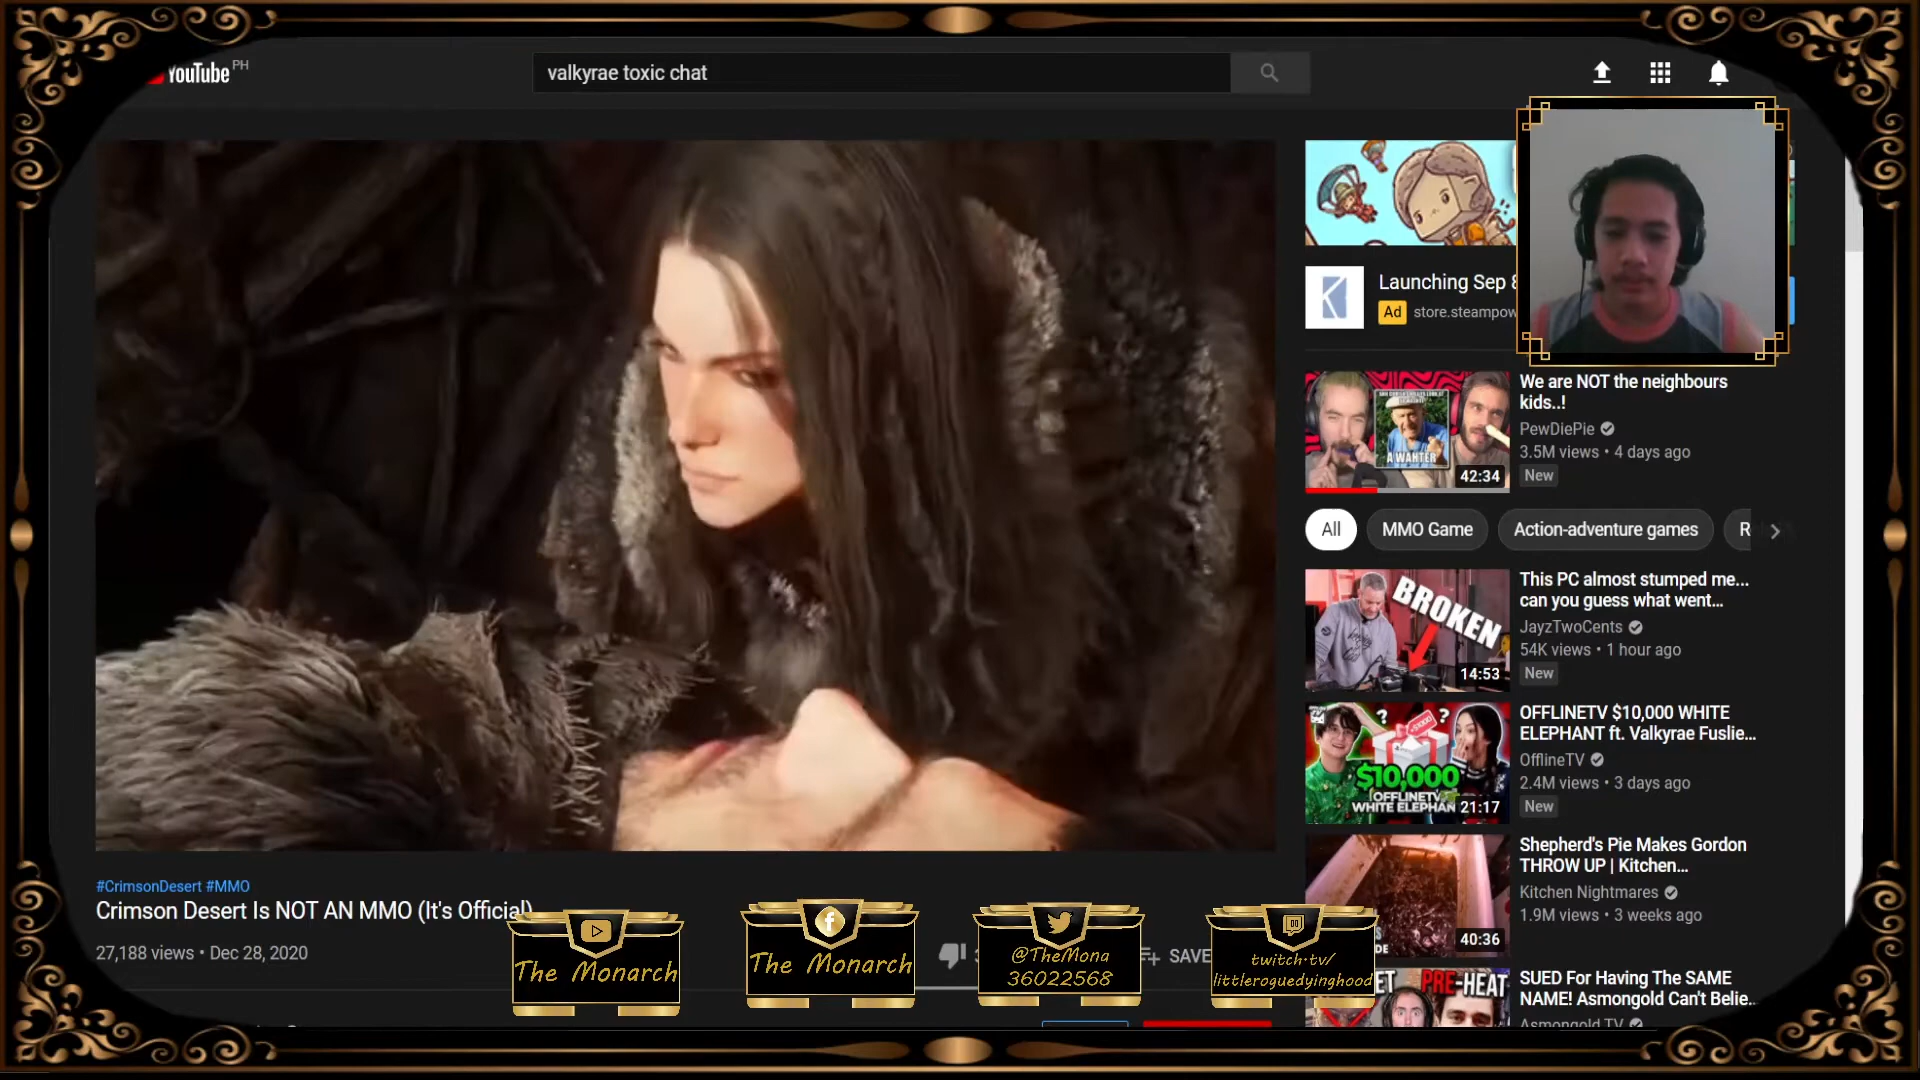 YouTube PH
valkyrae toxic chat
Launching Sep
Ad store.steampow
We are NOT the neighbours
kids..!
PewDiePie
3.5M views • 4 days ago
New
A WAHTER
42:34
All
MMO Game
Action-adventure games
R
BROKEN
14:53
This PC almost stumped me...
can you guess what went...
JayzTwoCents
54K views • 1 hour ago
New
? ?
$10,000
OFFLINETV
WHITE ELEPHAN
21:17
OFFLINETV $10,000 WHITE
ELEPHANT ft. Valkyrae Fuslie...
OfflineTV
2.4M views • 3 days ago
New
40:36
Shepherd's Pie Makes Gordon
THROW UP | Kitchen...
Kitchen Nightmares
1.9M views • 3 weeks ago
PRE-HEAT
SUED For Having The SAME
NAME! Asmongold Can't Belie..
Asmongold TV
#CrimsonDesert #MMO
Crimson Desert Is NOT AN MMO (It's Official)
27,188 views • Dec 28, 2020
SAVE
The Monarch
The Monarch
@TheMona
36022568
twitch.tv/
littleroguedyinghood